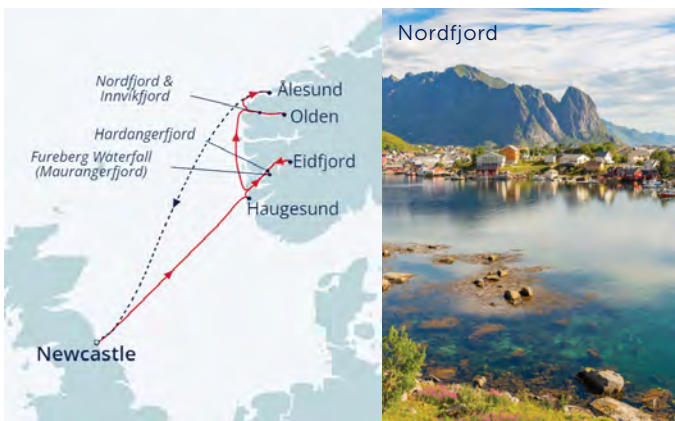 Nordfjord &
Innvikfjord
Ålesund
Olden
Hardangerfjord
Fureberg Waterfall
(Maurangerfjord)
Eidfjord
Haugesund
Newcastle
Nordfjord